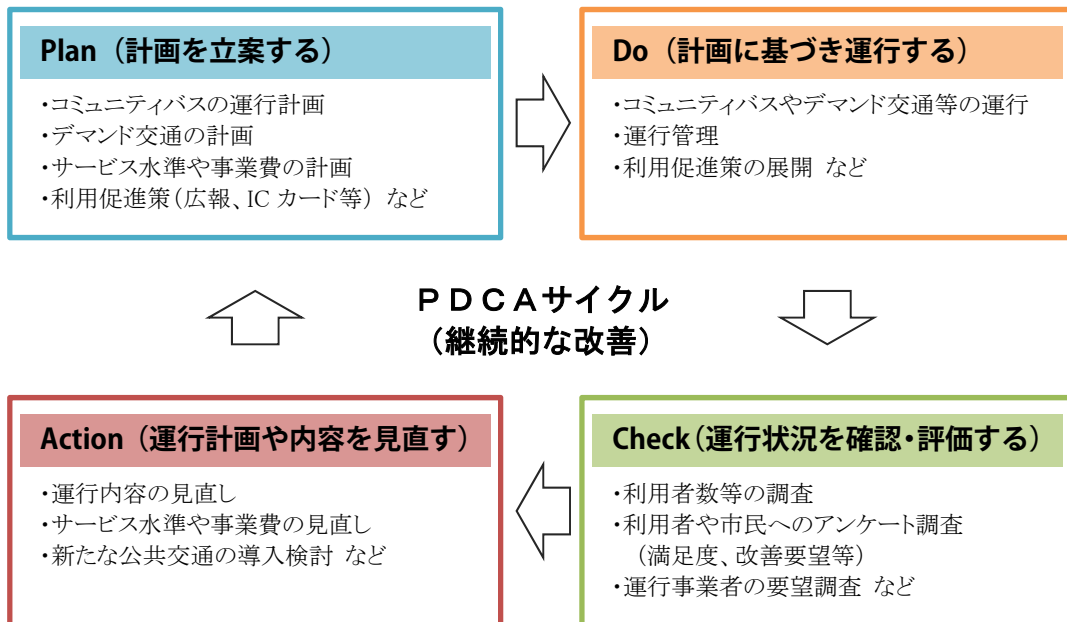 Plan（計画を立案する）
・コミュニティバスの運行計画
・デマンド交通の計画
・サービス水準や事業費の計画
・利用促進策（広報、IC カード等） など
Do（計画に基づき運行する）
・コミュニティバスやデマンド交通等の運行
・運行管理
・利用促進策の展開 など
ＰＤＣＡサイクル
（継続的な改善）
Action（運行計画や内容を見直す）
・運行内容の見直し
・サービス水準や事業費の見直し
・新たな公共交通の導入検討 など
Check（運行状況を確認・評価する）
・利用者数等の調査
・利用者や市民へのアンケート調査
（満足度、改善要望等）
・運行事業者の要望調査 など